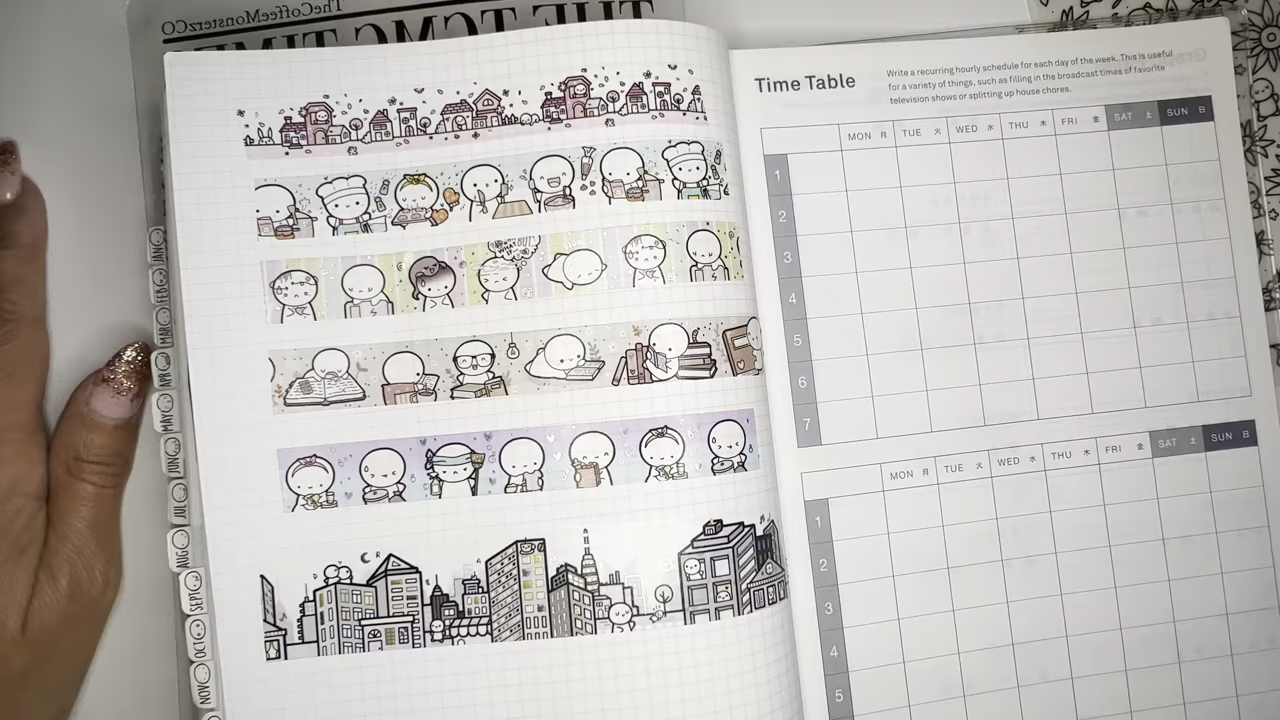 TheCoffeeMonsterzCO
THE TCMC TIME
Time Table
Write a recurring hourly schedule for each day of the week. This is useful
for a variety of things, such as filling in the broadcast times of favorite
television shows or splitting up house chores.
MON 月 TUE 火 WED 水 THU 木 FRI 金 SAT 土 SUN 日
1
2
3
4
5
6
7
MON 月 TUE 火 WED 水 THU 木 FRI 金 SAT 土 SUN 日
1
2
3
4
5
JAN
FEB
MAR
APR
MAY
JUN
JUL
AUG
SEPT
OCT
NOV